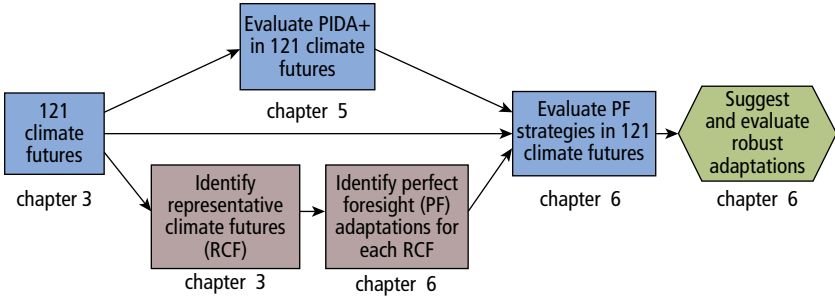 Evaluate PIDA+
in 121 climate
futures
chapter 5
121
climate
futures
chapter 3
Identify
representative
climate futures
(RCF)
chapter 3
Identify perfect
foresight (PF)
adaptations for
each RCF
chapter 6
Evaluate PF
strategies in 121
climate futures
chapter 6
Suggest
and evaluate
robust
adaptations
chapter 6